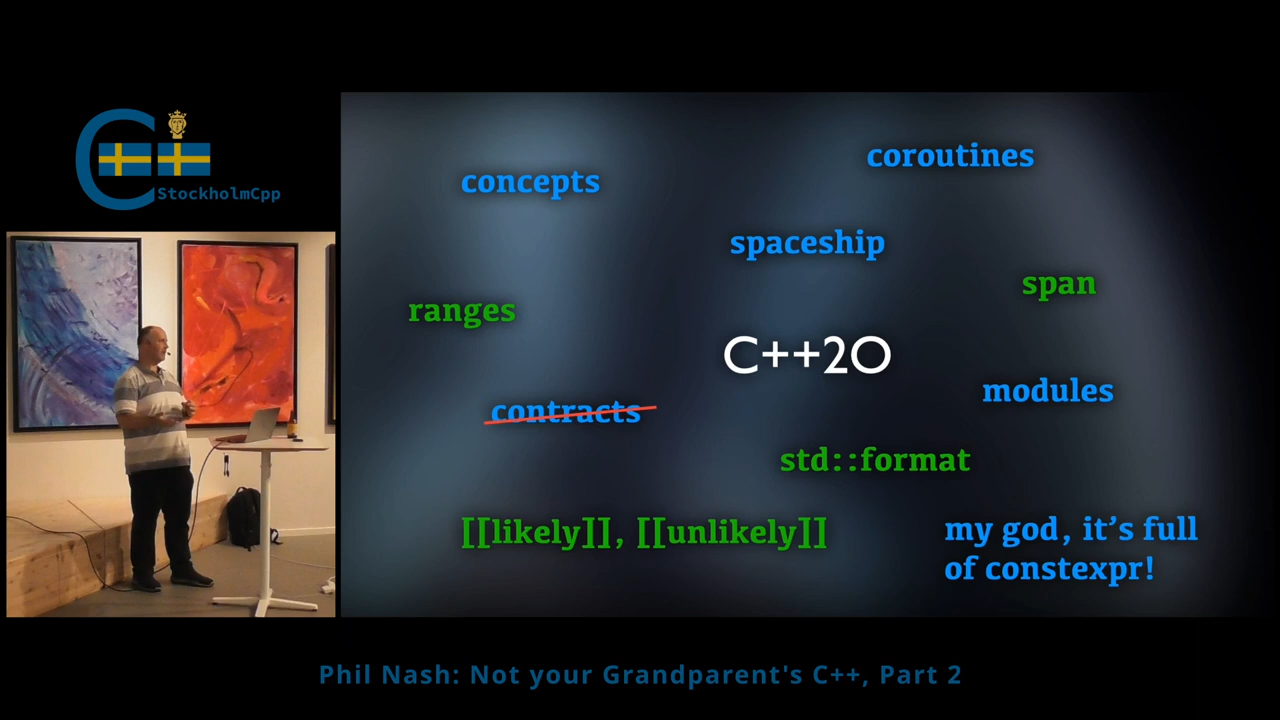 StockholmCpp
concepts
coroutines
spaceship
span
ranges
C++20
modules
contracts
std::format
[[likely]], [[unlikely]]
my god, it's full
of constexpr!
Phil Nash: Not your Grandparent's C++, Part 2